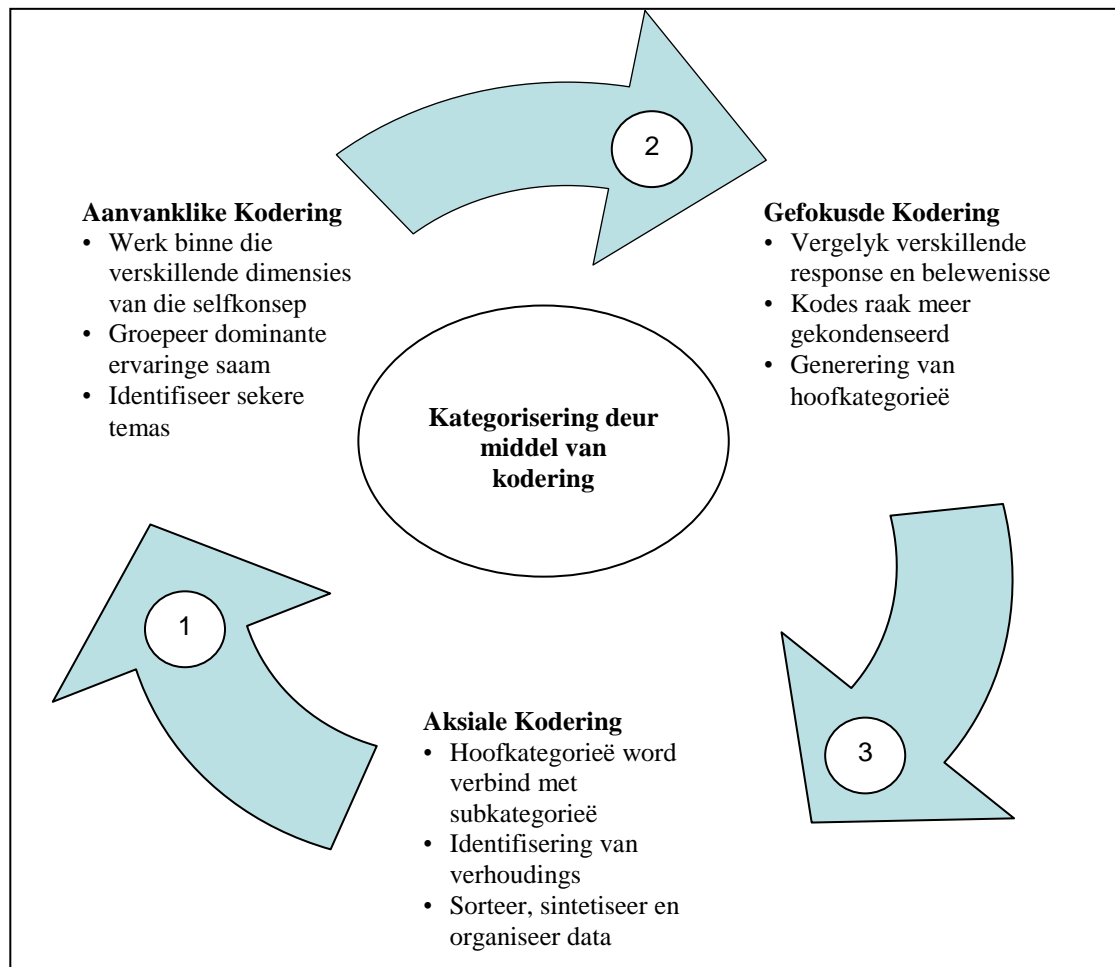 2
Aanvanklike Kodering
• Werk binne die
verskillende dimensies
van die selfkonsep
• Groepeer dominante
ervaringe saam
• Identifiseer sekere
temas
Gefokusde Kodering
• Vergelyk verskillende
response en belewenisse
• Kodes raak meer
gekondenseerd
• Generering van
hoofkategorieë
Kategorisering deur
middel van
kodering
1
Aksiale Kodering
• Hoofkategorieë word
verbind met
subkategorieë
• Identifisering van
verhoudings
• Sorteer, sintetiseer en
organiseer data
3